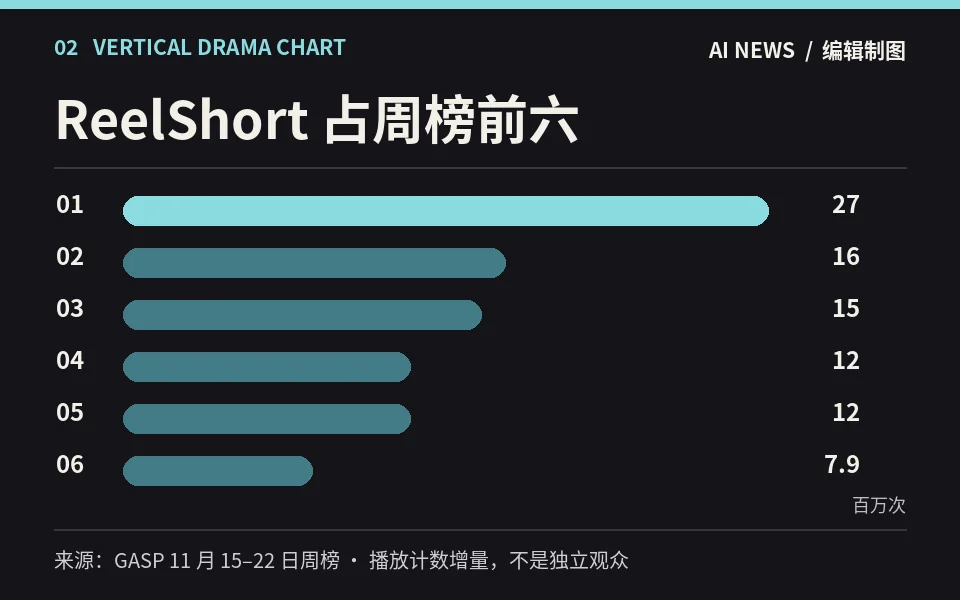 02 VERTICAL DRAMA CHART
AI NEWS / 编辑制图
ReelShort 占周榜前六
01 27
02 16
03 15
04 12
05 12
06 7.9
百万次
来源：GASP 11 月 15–22 日周榜 · 播放计数增量，不是独立观众